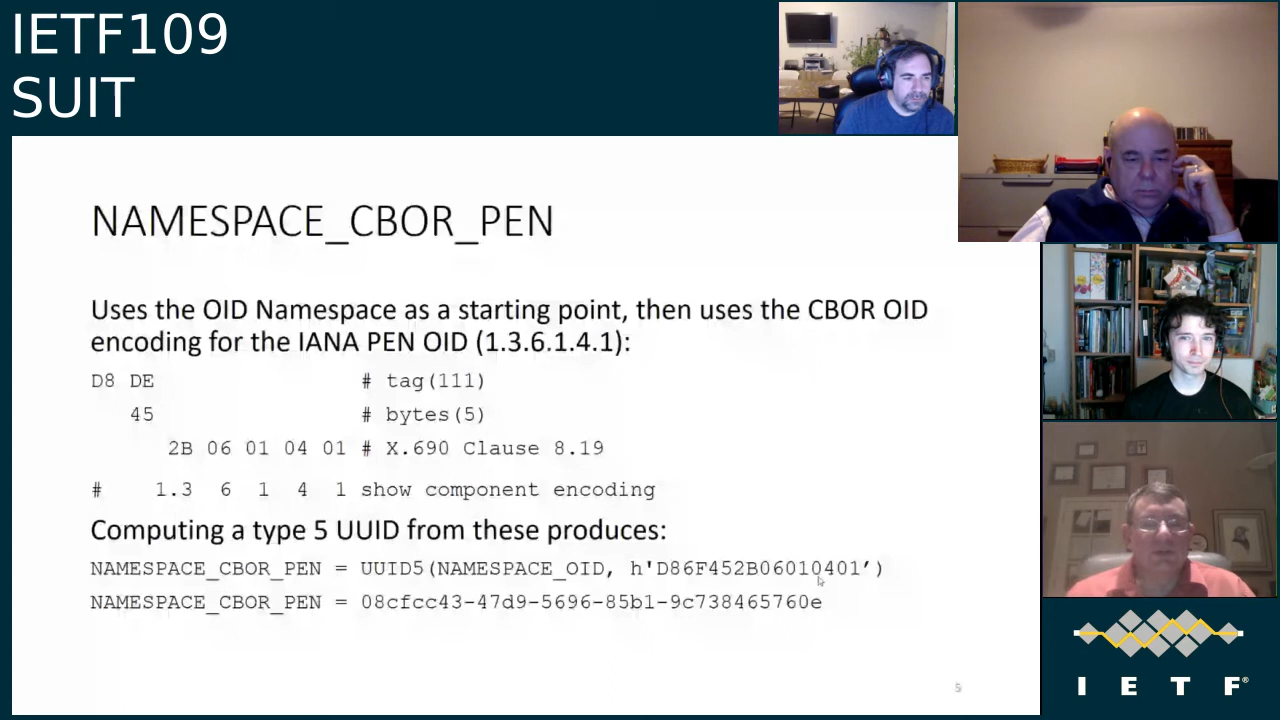 IETF109
SUIT
NAMESPACE_CBOR_PEN
Uses the OID Namespace as a starting point, then uses the CBOR OID
encoding for the IANA PEN OID (1.3.6.1.4.1):
D8 DE # tag(111)
45 # bytes(5)
2B 06 01 04 01 # X.690 Clause 8.19
# 1.3 6 1 4 1 show component encoding
Computing a type 5 UUID from these produces:
NAMESPACE_CBOR_PEN = UUID5(NAMESPACE_OID, h'D86F452B06010401’)
NAMESPACE_CBOR_PEN = 08cfcc43-47d9-5696-85b1-9c738465760e
5
I E T F®